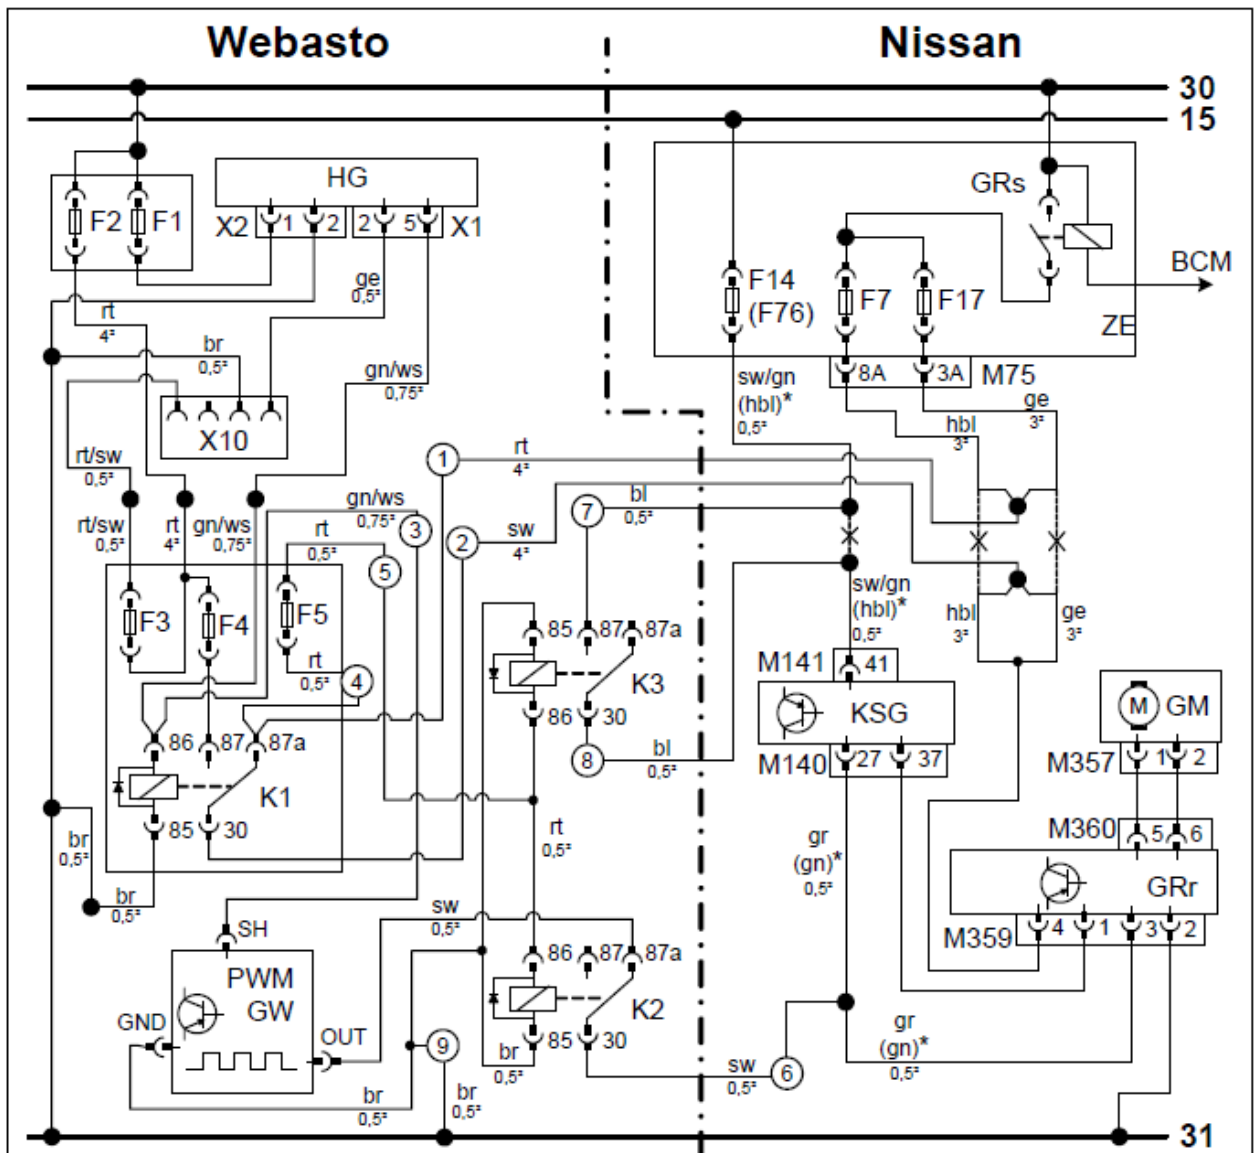 Webasto
Nissan
30
15
HG
GRs
F2
F1
X2
1
2
2
5
X1
BCM
F14
(F76)
F7
F17
ZE
ge
0,5²
rt
4²
br
0,5²
gn/ws
0,75²
8A
3A
M75
sw/gn
(hbl)*
0,5²
ge
3²
hbl
3²
X10
rt/sw
0,5²
1
rt
4²
gn/ws
0,75²
7
bl
0,5²
rt/sw
0,5²
rt
4²
gn/ws
0,75²
rt
0,5²
3
2
sw
4²
5
sw/gn
(hbl)*
0,5²
hbl
3²
ge
3²
F3
F4
F5
85
87
87a
rt
0,5²
4
M141
41
K3
KSG
M
GM
86
87
87a
86
30
8
bl
0,5²
M140
27
37
M357
1
2
K1
85
30
rt
0,5²
M360
5
6
br
0,5²
gr
(gn)*
0,5²
GRr
br
0,5²
sw
0,5²
SH
M359
4
1
3
2
86
87
87a
PWM
GW
K2
GND
OUT
85
30
9
br
0,5²
gr
(gn)*
0,5²
sw
0,5²
6
br
0,5²
br
0,5²
31